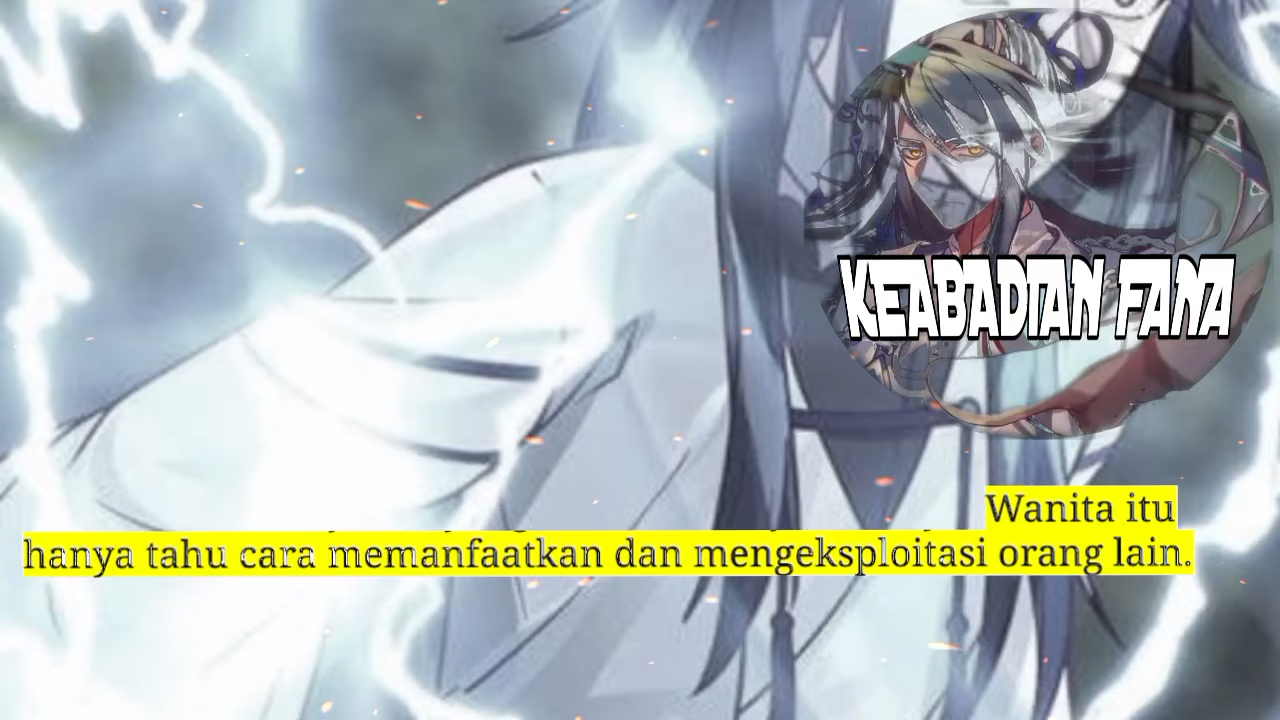 KEABADIAN FANA
Wanita itu
hanya tahu cara memanfaatkan dan mengeksploitasi orang lain.